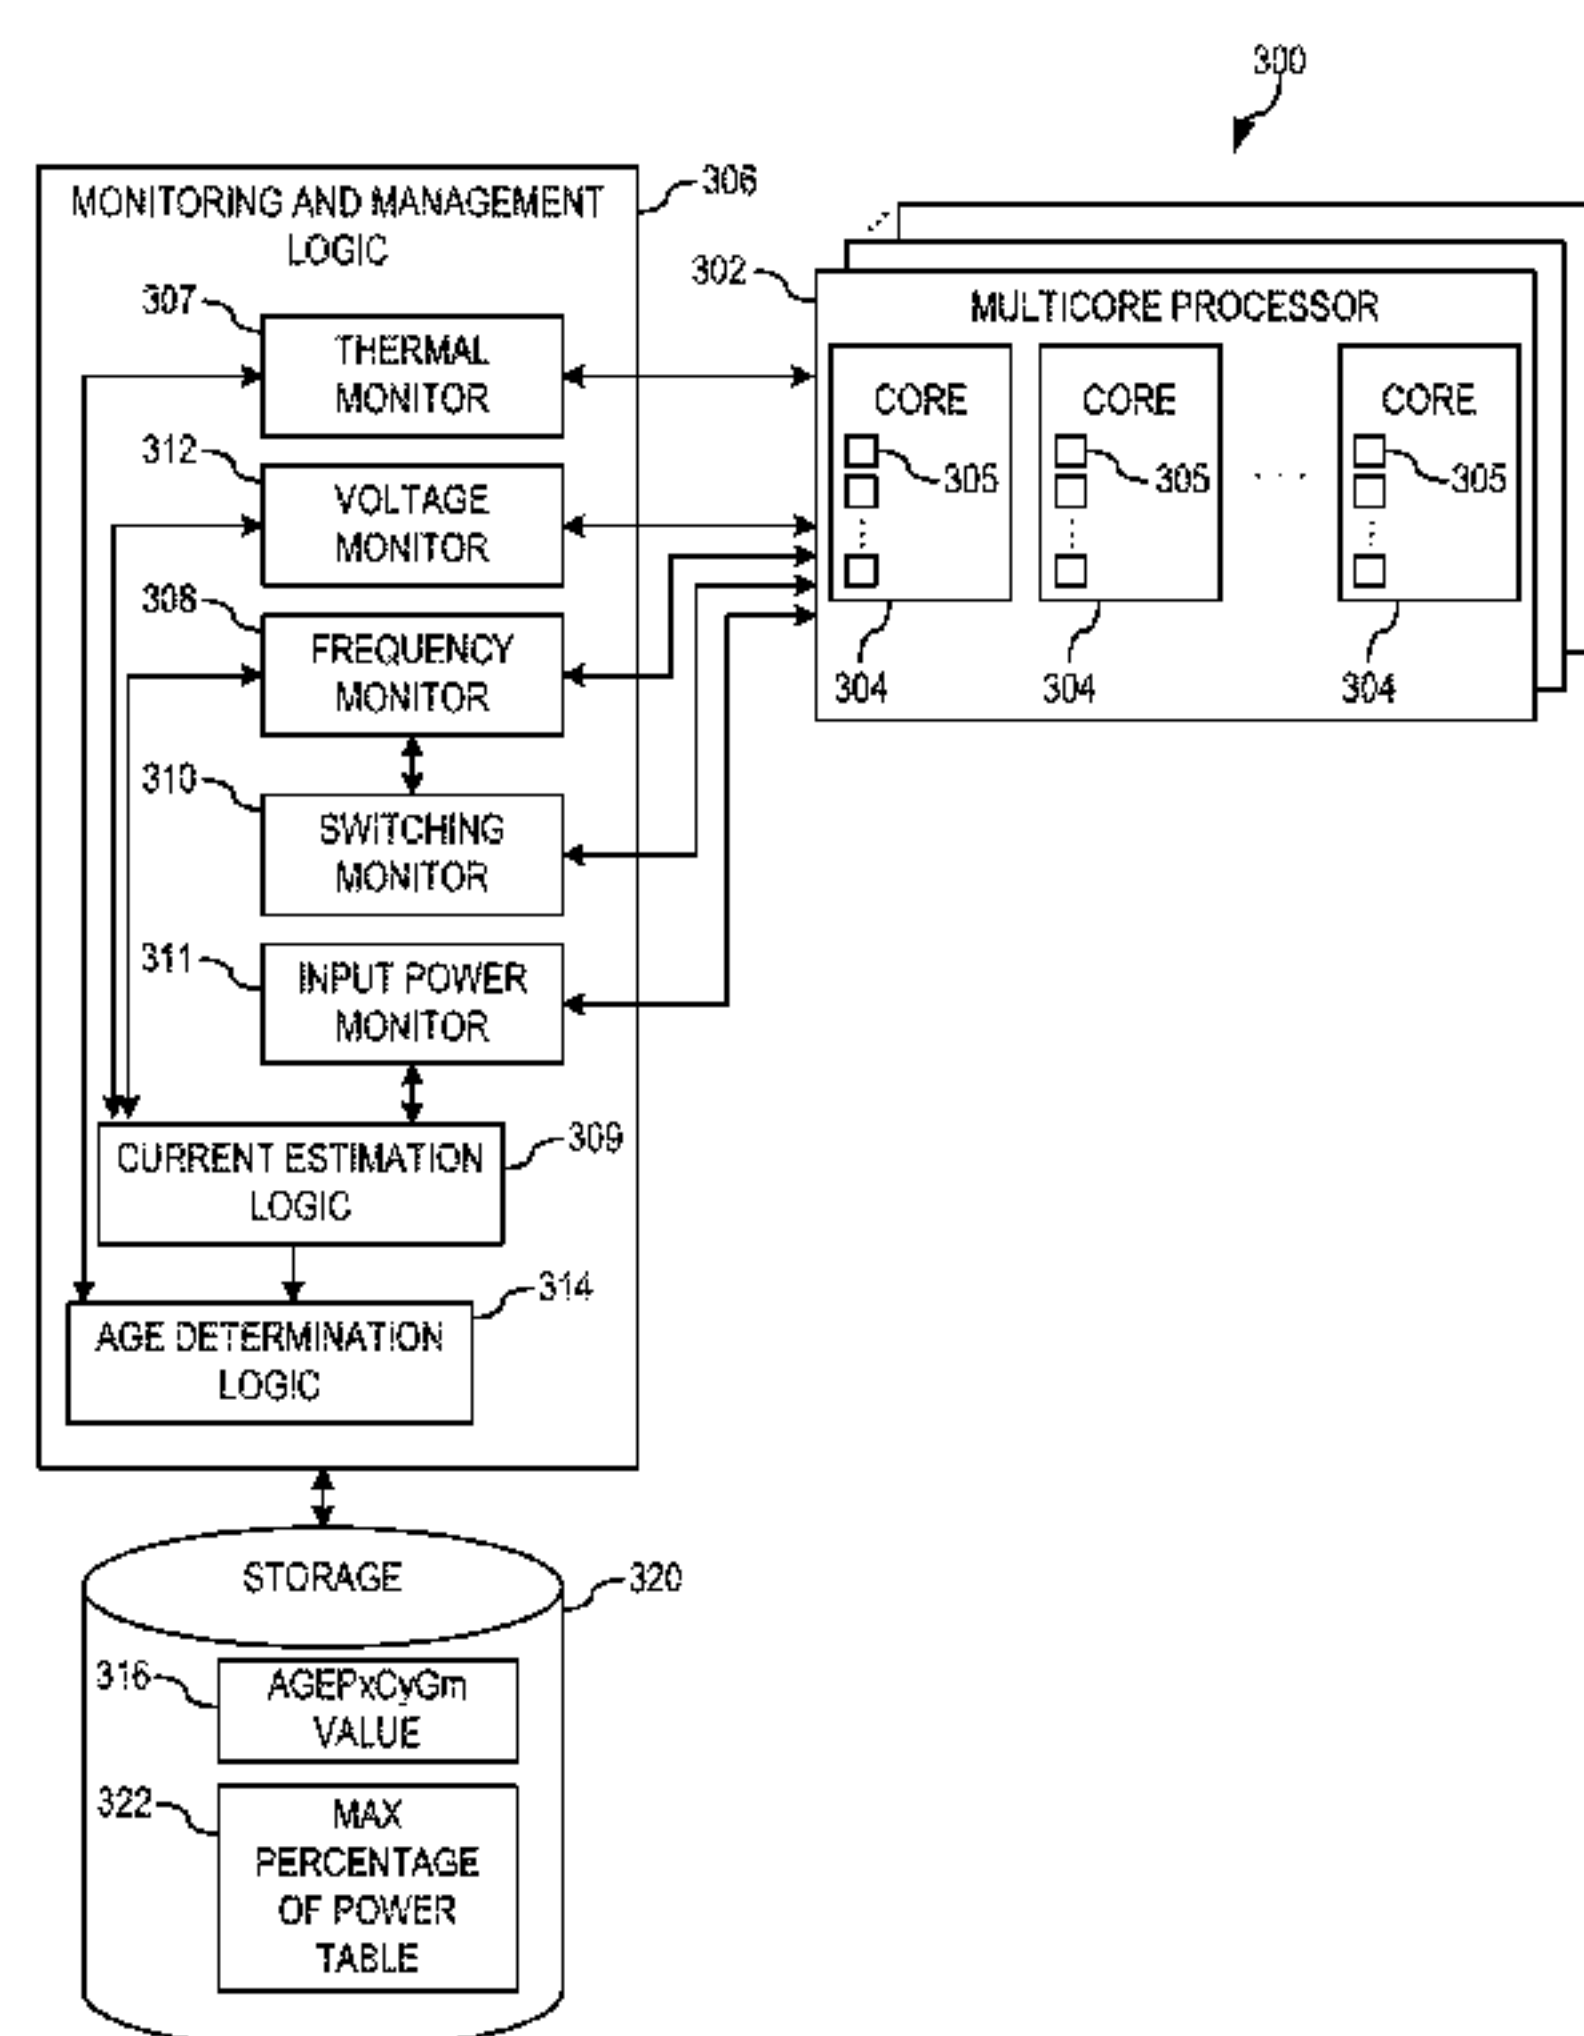 300
MONITORING AND MANAGEMENT
LOGIC
306
302
MULTICORE PROCESSOR
307
THERMAL
MONITOR
CORE
CORE
CORE
305
305
· · ·
305
304
304
304
312
VOLTAGE
MONITOR
308
FREQUENCY
MONITOR
310
SWITCHING
MONITOR
311
INPUT POWER
MONITOR
CURRENT ESTIMATION
LOGIC
309
AGE DETERMINATION
LOGIC
314
STORAGE
320
316
AGEPxCyGm
VALUE
322
MAX
PERCENTAGE
OF POWER
TABLE